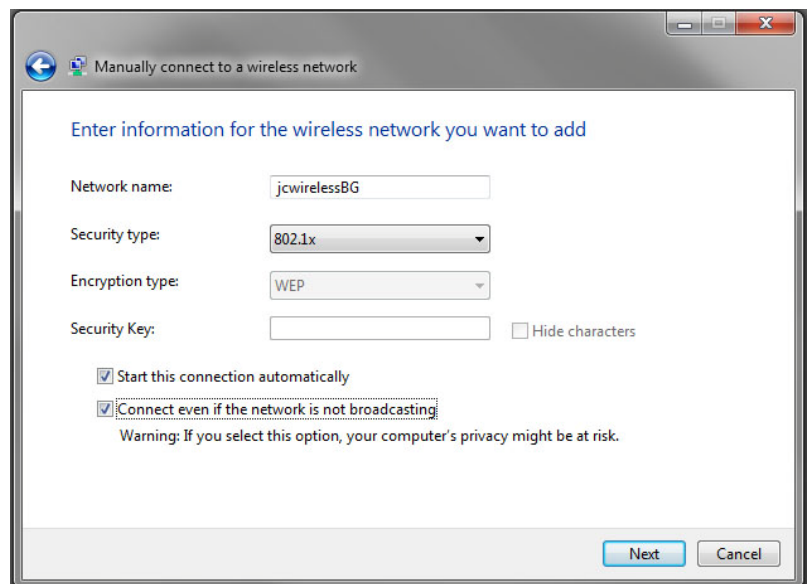 Manually connect to a wireless network
Enter information for the wireless network you want to add
Network name: jcwirelessBG
Security type: 802.1x
Encryption type: WEP
Security Key: Hide characters
Start this connection automatically
Connect even if the network is not broadcasting
Warning: If you select this option, your computer's privacy might be at risk.
Next Cancel